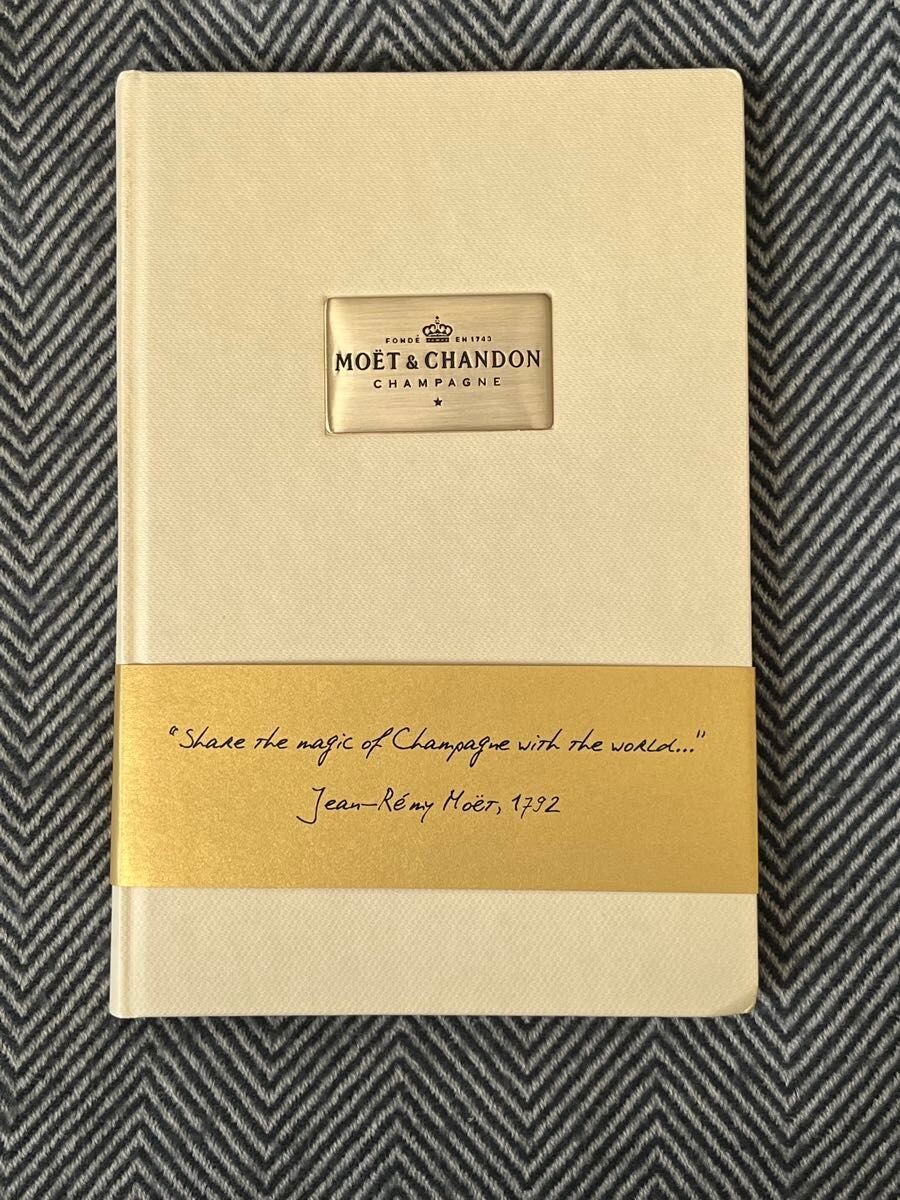 FONDÉ EN 1743
MOËT & CHANDON
CHAMPAGNE
"Share the magic of Champagne with the world..."
Jean-Rémy Moët, 1792